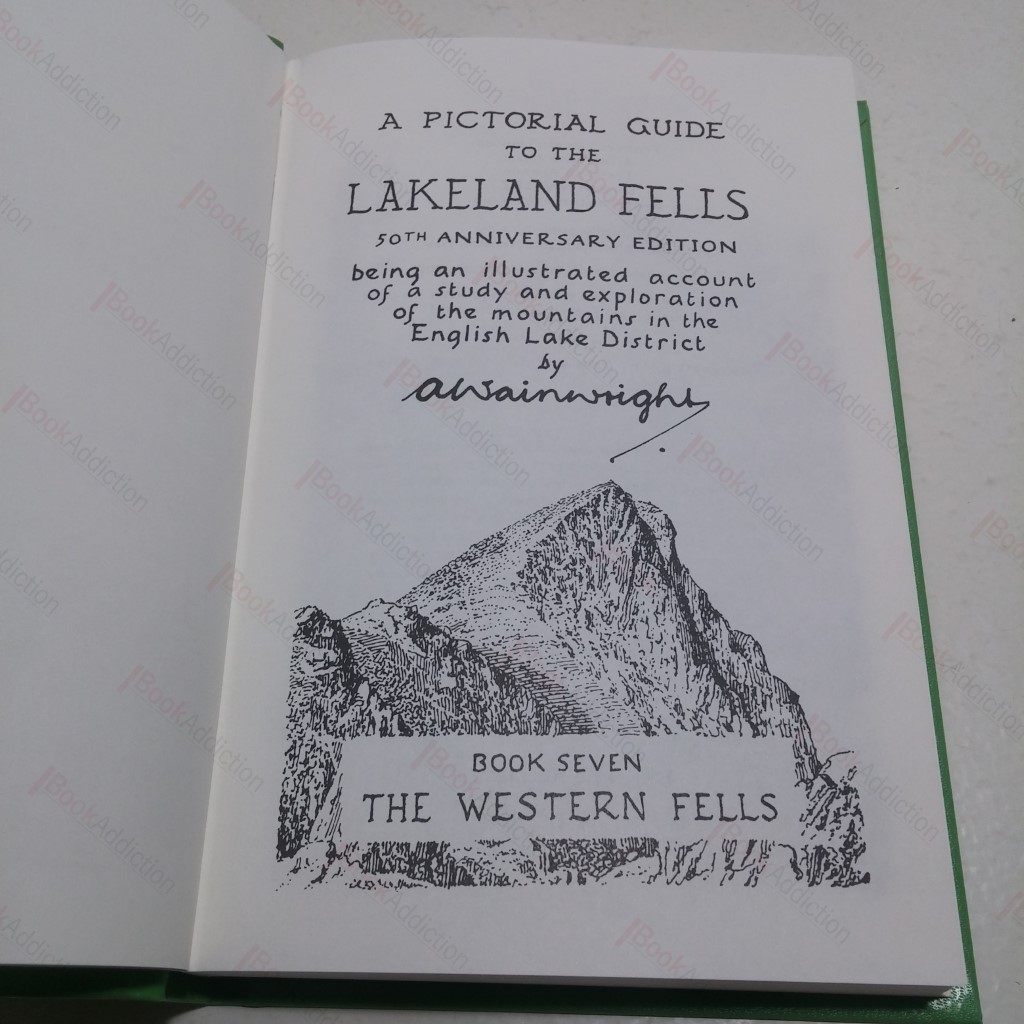 A PICTORIAL GUIDE
TO THE
LAKELAND FELLS
50TH ANNIVERSARY EDITION
being an illustrated account
of a study and exploration
of the mountains in the
English Lake District
by
AWainwright
BOOK SEVEN
THE WESTERN FELLS
BookAddiction